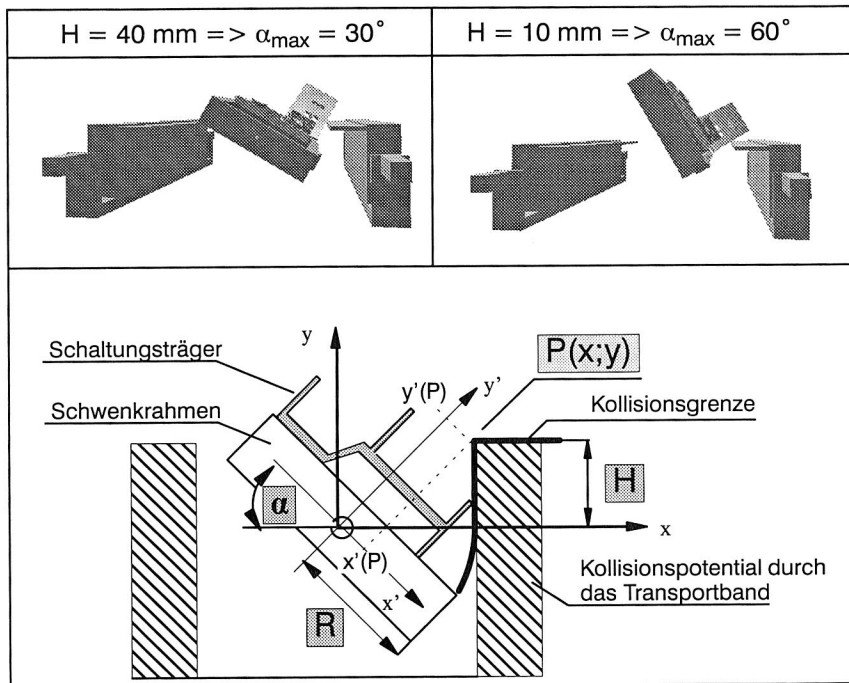 H = 40 mm => αmax = 30°
H = 10 mm => αmax = 60°
y
Schaltungsträger
P(x;y)
y'(P)
y'
Schwenkrahmen
Kollisionsgrenze
α
H
x
x'(P)
x'
Kollisionspotential durch
das Transportband
R